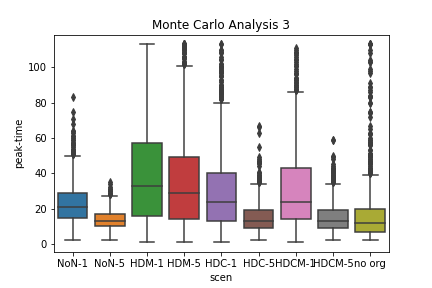 Monte Carlo Analysis 3
peak-time
100
80
60
40
20
0
NoN-1 NoN-5 HDM-1 HDM-5 HDC-1 HDC-5 HDCM-1 HDCM-5 no org
scen